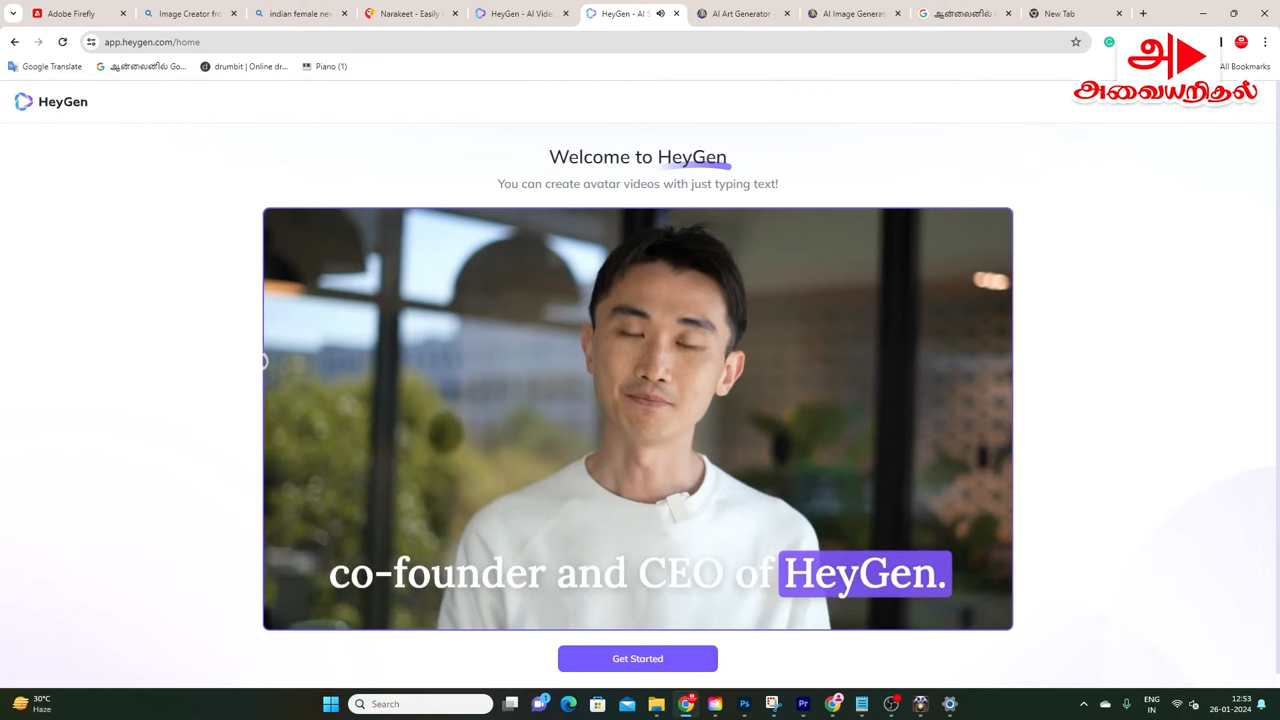 Adobe Firefly
Image Creator fro
indian female nev
Karaket - Easily c
HeyGen - AI Vide
HeyGen - AI S
AI Art Generator
AI Image Generat
ஆன்லைனில்
New Tab
app.heygen.com/home
Google Translate
ஆன்லைனில் Go...
drumbit | Online dr...
Piano (1)
All Bookmarks
அ
அவையறிதல்
HeyGen
Welcome to HeyGen
You can create avatar videos with just typing text!
co-founder and CEO of HeyGen.
Get Started
30°C
Haze
Search
ENG
IN
12:53
26-01-2024